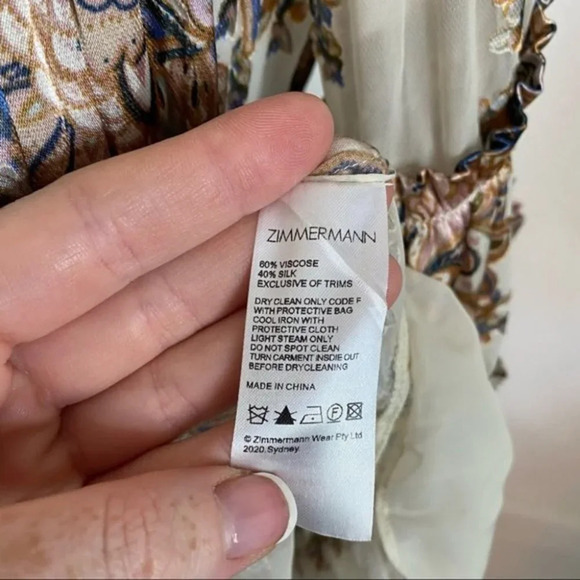 ZIMMERMANN
60% VISCOSE
40% SILK
EXCLUSIVE OF TRIMS
DRY CLEAN ONLY CODE F
WITH PROTECTIVE BAG
COOL IRON WITH
PROTECTIVE CLOTH
LIGHT STEAM ONLY
DO NOT SPOT CLEAN
TURN CARMENT INSDIE OUT
BEFORE DRYCLEANING
MADE IN CHINA
F
© Zimmermann Wear Pty Ltd
2020. Sydney